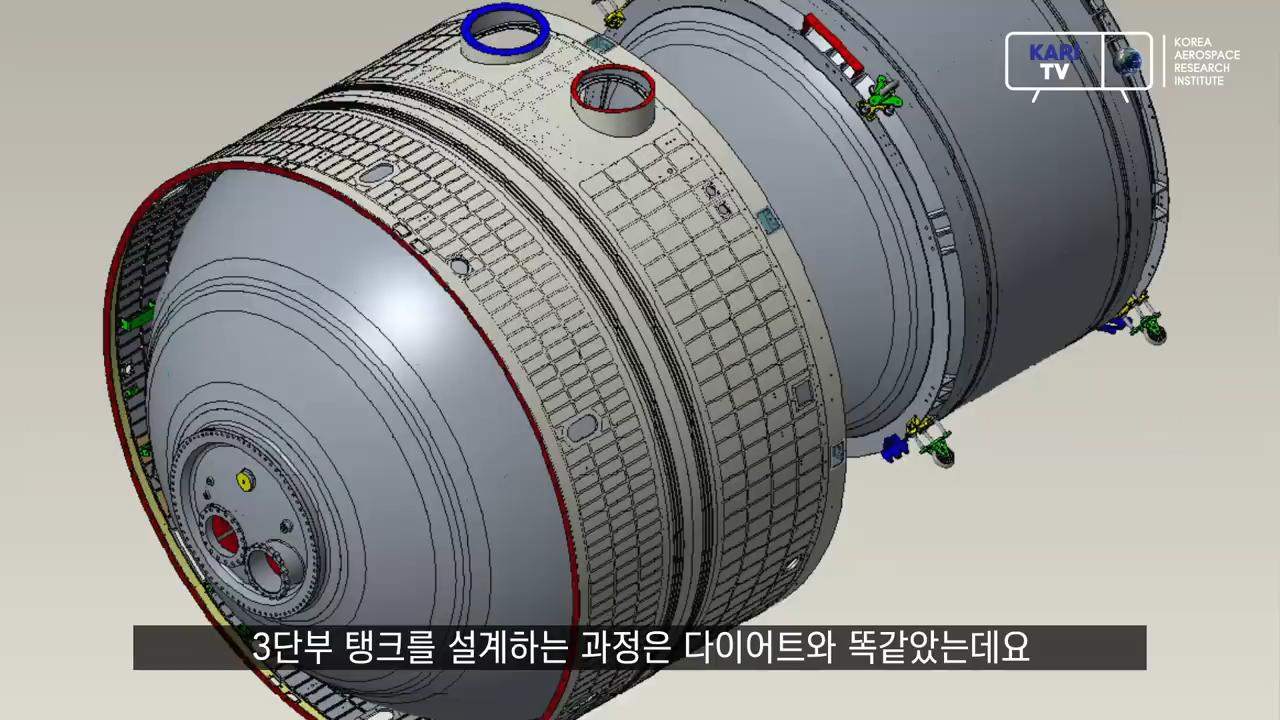 KARI
TV
KOREA
AEROSPACE
RESEARCH
INSTITUTE
3단부 탱크를 설계하는 과정은 다이어트와 똑같았는데요